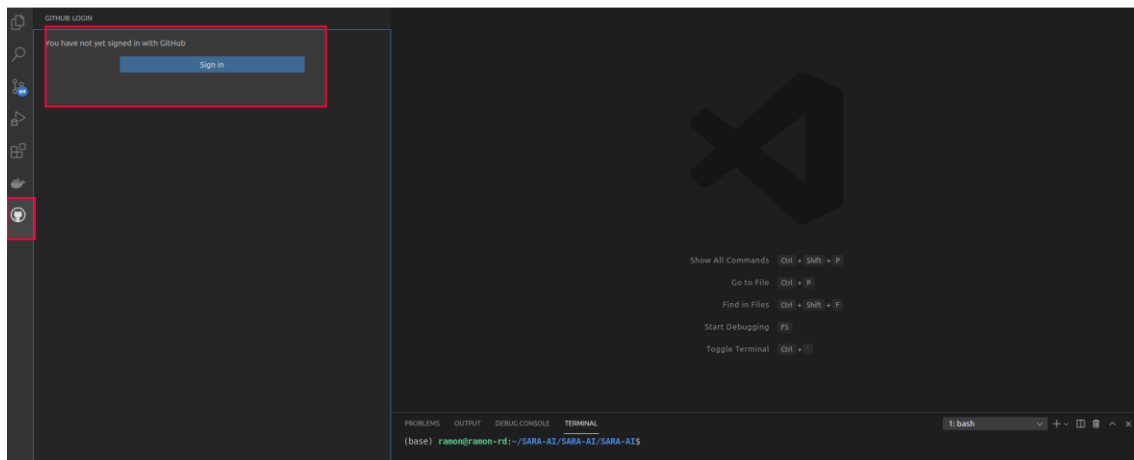 GITHUB: LOGIN
You have not yet signed in with GitHub
Sign in
Show All Commands Ctrl + Shift + P
Go to File Ctrl + P
Find in Files Ctrl + Shift + F
Start Debugging F5
Toggle Terminal Ctrl + `
PROBLEMS OUTPUT DEBUG CONSOLE TERMINAL 1: bash
(base) ramon@ramon-rd:~/SARA-AI/SARA-AI/SARA-AI$